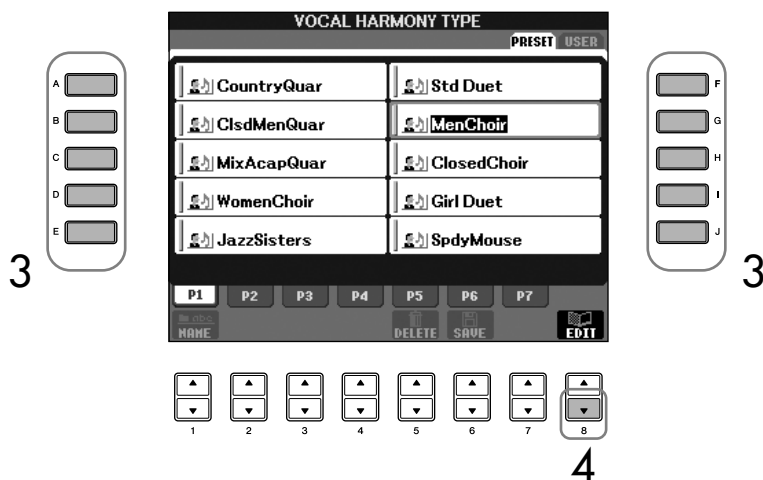 VOCAL HARMONY TYPE
PRESET USER
A CountryQuar Std Duet F
B ClsdMenQuar MenChoir G
C MixAcapQuar ClosedChoir H
D WomenChoir Girl Duet I
E JazzSisters SpdyMouse J
3 3
P1 P2 P3 P4 P5 P6 P7
abc
NAME DELETE SAVE EDIT
1 2 3 4 5 6 7 8
4